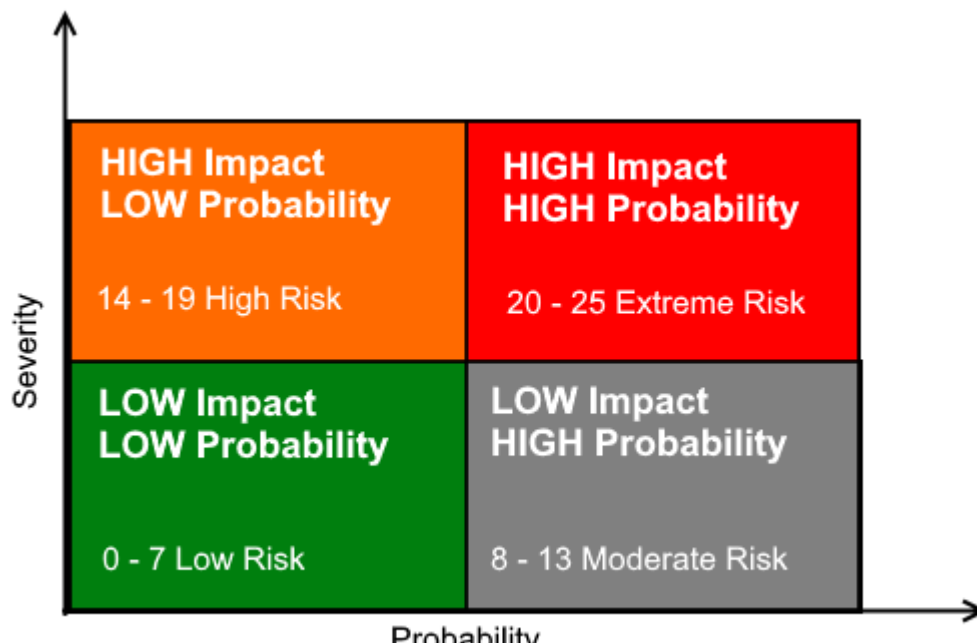 Severity
HIGH Impact
LOW Probability
14 - 19 High Risk
HIGH Impact
HIGH Probability
20 - 25 Extreme Risk
LOW Impact
LOW Probability
0 - 7 Low Risk
LOW Impact
HIGH Probability
8 - 13 Moderate Risk
Probability